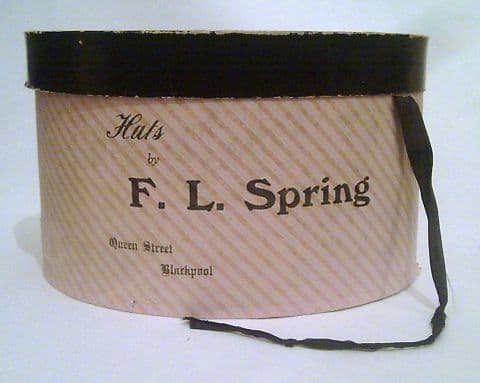 Hats
by
F. L. Spring
Queen Street
Blackpool